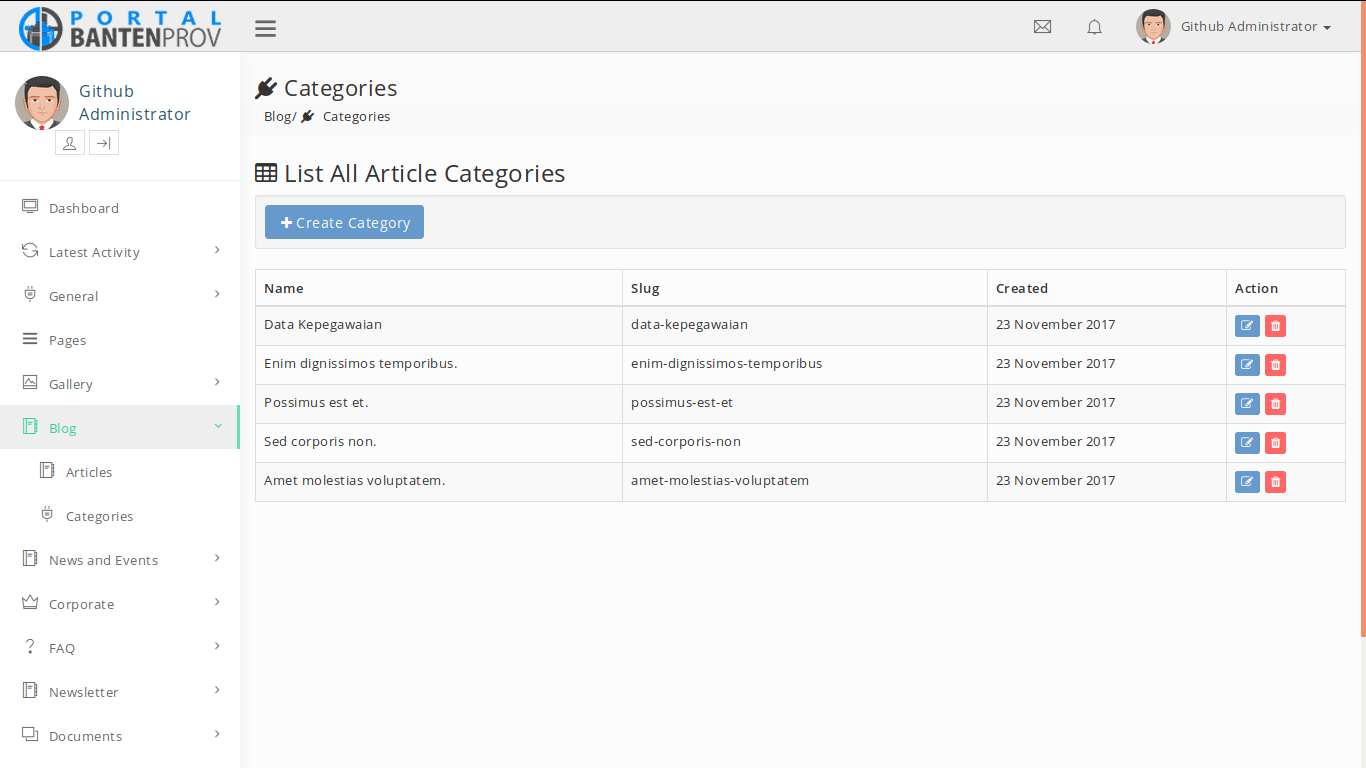 PORTAL
BANTENPROV
Github Administrator
Github
Administrator
Dashboard
Latest Activity
General
Pages
Gallery
Blog
Articles
Categories
News and Events
Corporate
FAQ
Newsletter
Documents
Categories
Blog/ Categories
List All Article Categories
Create Category
Name Slug Created Action
Data Kepegawaian data-kepegawaian 23 November 2017
Enim dignissimos temporibus. enim-dignissimos-temporibus 23 November 2017
Possimus est et. possimus-est-et 23 November 2017
Sed corporis non. sed-corporis-non 23 November 2017
Amet molestias voluptatem. amet-molestias-voluptatem 23 November 2017